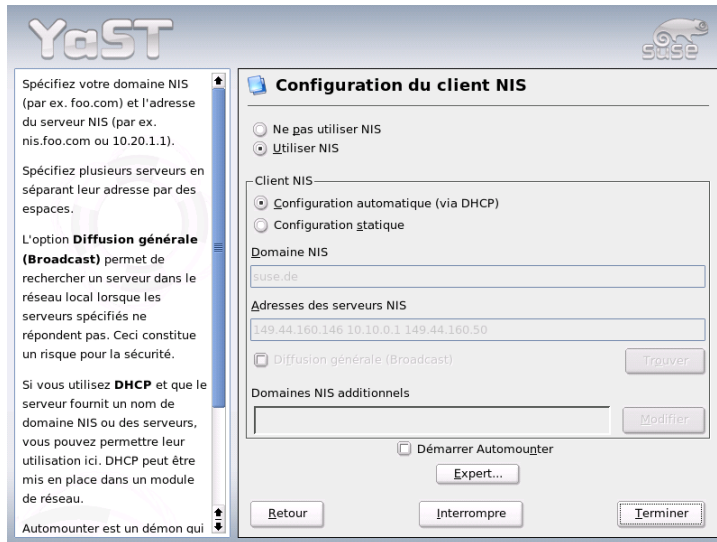 YaST
SUSE
Spécifiez votre domaine NIS
(par ex. foo.com) et l'adresse
du serveur NIS (par ex.
nis.foo.com ou 10.20.1.1).
Spécifiez plusieurs serveurs en
séparant leur adresse par des
espaces.
L'option Diffusion générale
(Broadcast) permet de
rechercher un serveur dans le
réseau local lorsque les
serveurs spécifiés ne
répondent pas. Ceci constitue
un risque pour la sécurité.
Si vous utilisez DHCP et que le
serveur fournit un nom de
domaine NIS ou des serveurs,
vous pouvez permettre leur
utilisation ici. DHCP peut être
mis en place dans un module
de réseau.
Automounter est un démon qui
Configuration du client NIS
Ne pas utiliser NIS
Utiliser NIS
Client NIS
Configuration automatique (via DHCP)
Configuration statique
Domaine NIS
suse.de
Adresses des serveurs NIS
149.44.160.146 10.10.0.1 149.44.160.50
Diffusion générale (Broadcast)
Trouver
Domaines NIS additionnels
Modifier
Démarrer Automounter
Expert...
Retour
Interrompre
Terminer